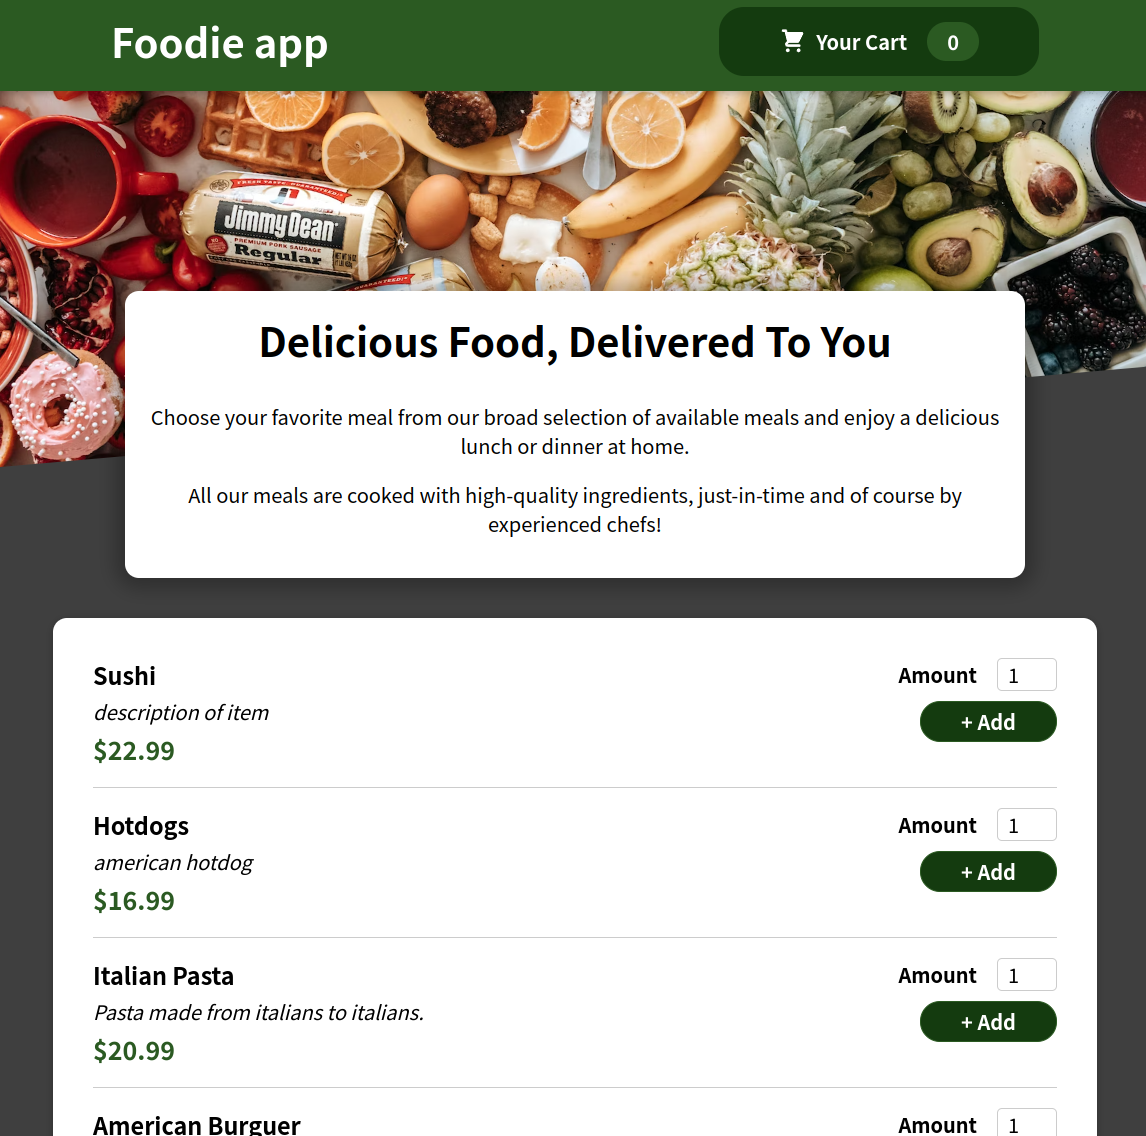 Foodie app
Your Cart 0
FRESH TASTE. GUARANTEED!
Jimmy Dean
PREMIUM PORK SAUSAGE
Regular
Delicious Food, Delivered To You
Choose your favorite meal from our broad selection of available meals and enjoy a delicious
lunch or dinner at home.
All our meals are cooked with high-quality ingredients, just-in-time and of course by
experienced chefs!
Sushi
Amount 1
description of item
+ Add
$22.99
Hotdogs
Amount 1
american hotdog
+ Add
$16.99
Italian Pasta
Amount 1
Pasta made from italians to italians.
+ Add
$20.99
American Burguer
Amount 1